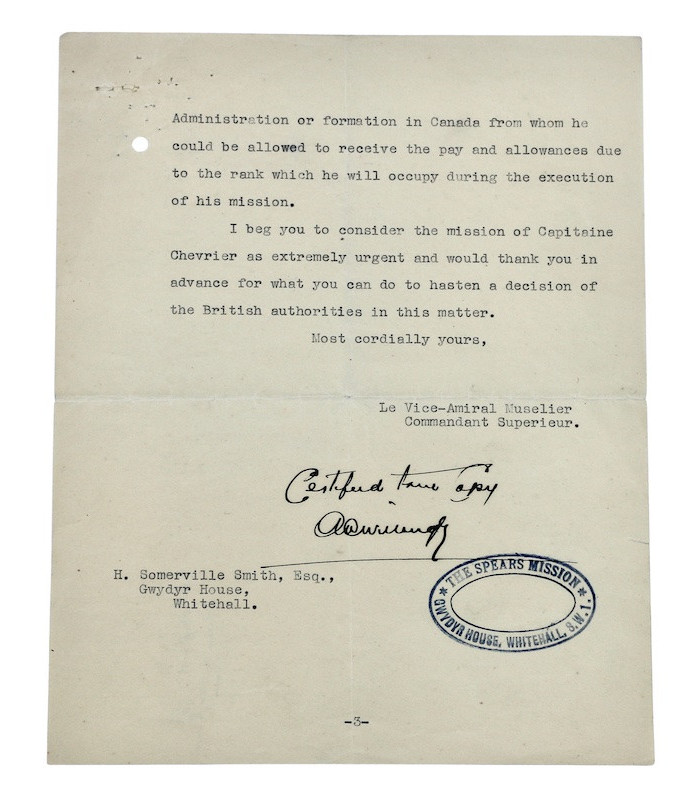 Administration or formation in Canada from whom he
could be allowed to receive the pay and allowances due
to the rank which he will occupy during the execution
of his mission.
I beg you to consider the mission of Capitaine
Chevrier as extremely urgent and would thank you in
advance for what you can do to hasten a decision of
the British authorities in this matter.
Most cordially yours,
Le Vice-Amiral Muselier
Commandant Superieur.
Certified true Copy
H. Somerville Smith, Esq.,
Gwydyr House,
Whitehall.
* THE SPEARS MISSION *
GWYDYR HOUSE, WHITEHALL, S.W.1.
-3-